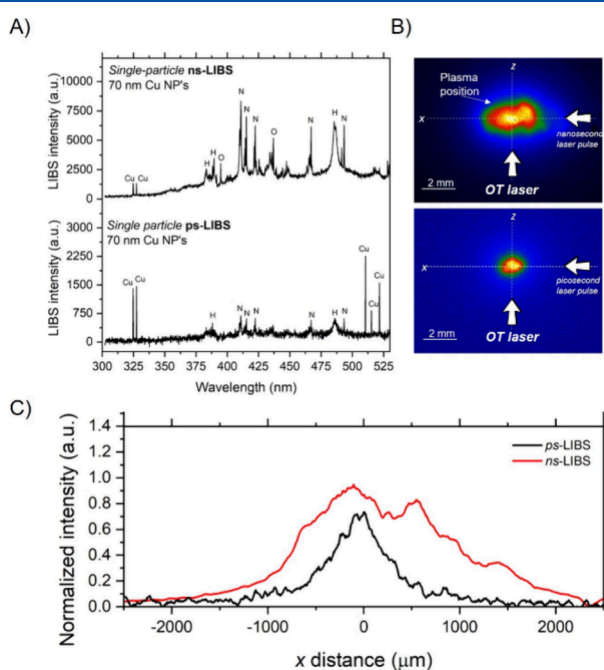 A)
Single-particle ns-LIBS
70 nm Cu NP's
LIBS intensity (a.u.)
10000
7500
5000
2500
0
Cu Cu H H O N N N O N H N
Single particle ps-LIBS
70 nm Cu NP's
LIBS intensity (a.u.)
3000
2250
1500
750
0
Cu Cu H N N N N H N Cu Cu Cu
300 325 350 375 400 425 450 475 500 525
Wavelength (nm)
B)
z
Plasma
position
x
nanosecond
laser pulse
2 mm
OT laser
z
x
picosecond
laser pulse
2 mm
OT laser
C)
Normalized intensity (a.u.)
1.4
1.2
1.0
0.8
0.6
0.4
0.2
0.0
ps-LIBS
ns-LIBS
-2000 -1000 0 1000 2000
x distance (μm)